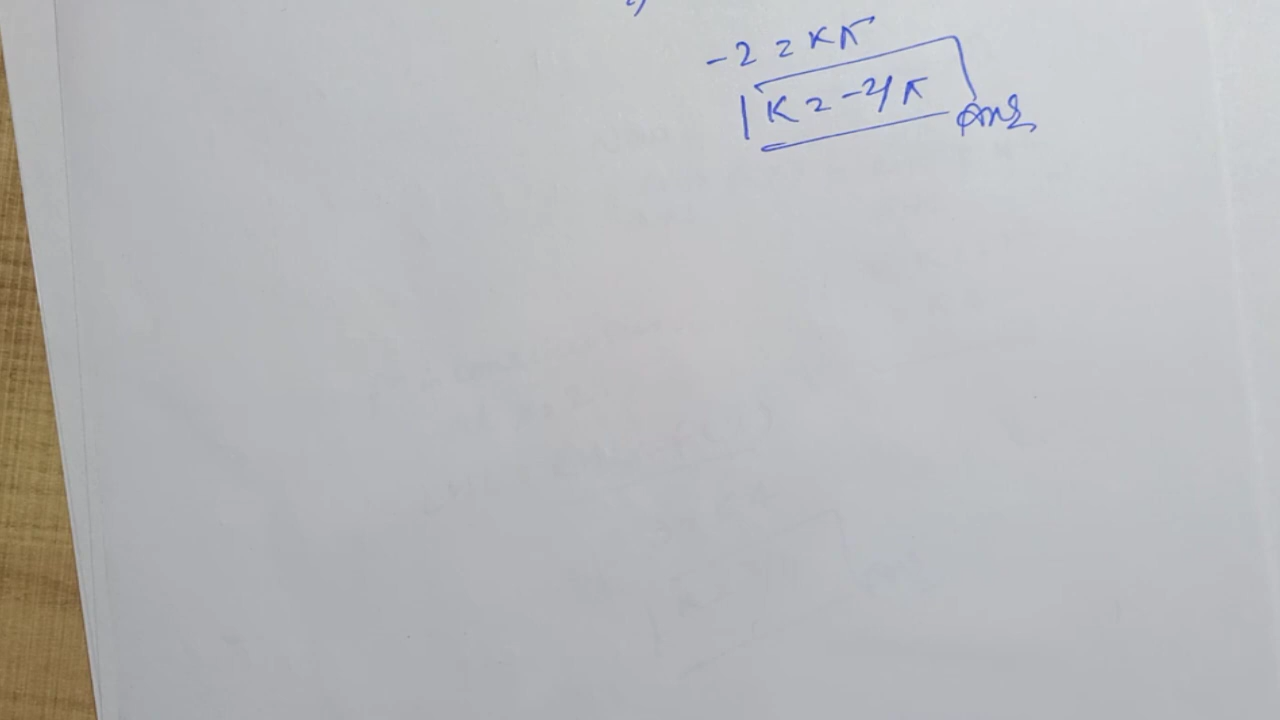 -2 = Kπ
K = -2/π Ans